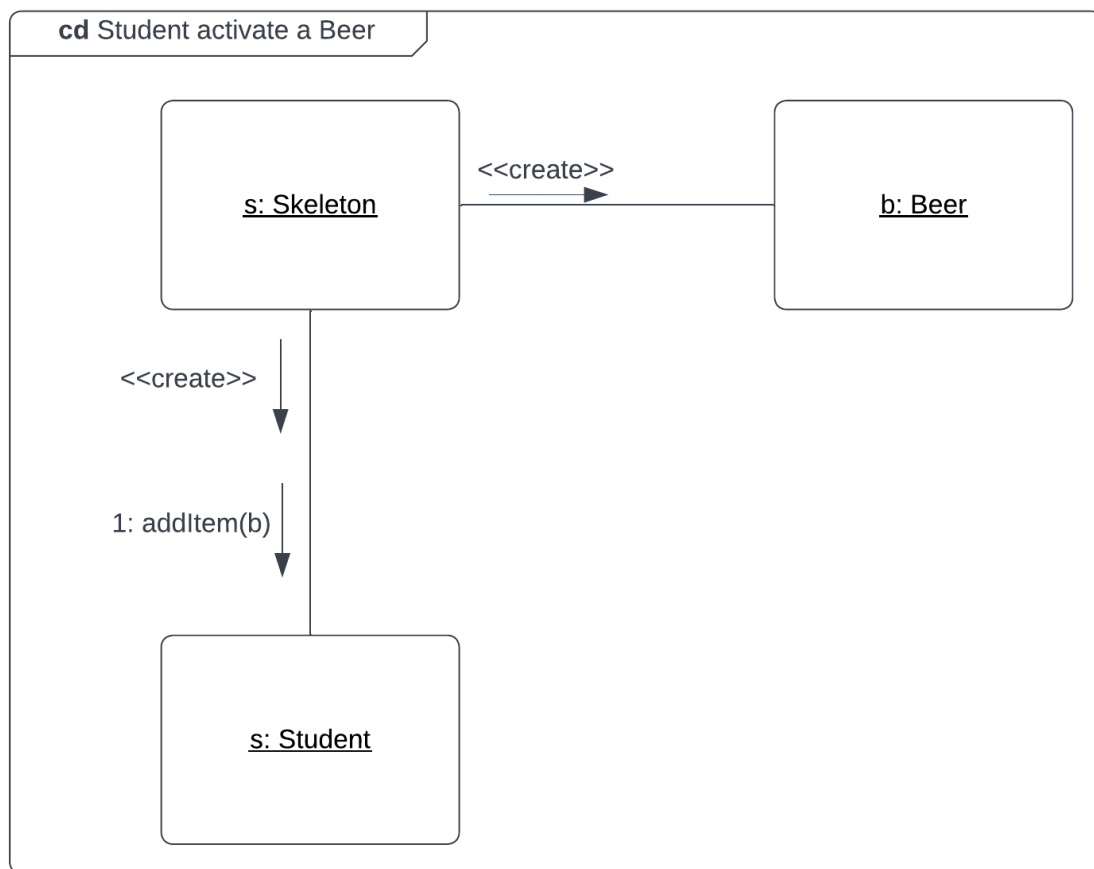 cd Student activate a Beer
<<create>>
s: Skeleton
b: Beer
<<create>>
1: addItem(b)
s: Student